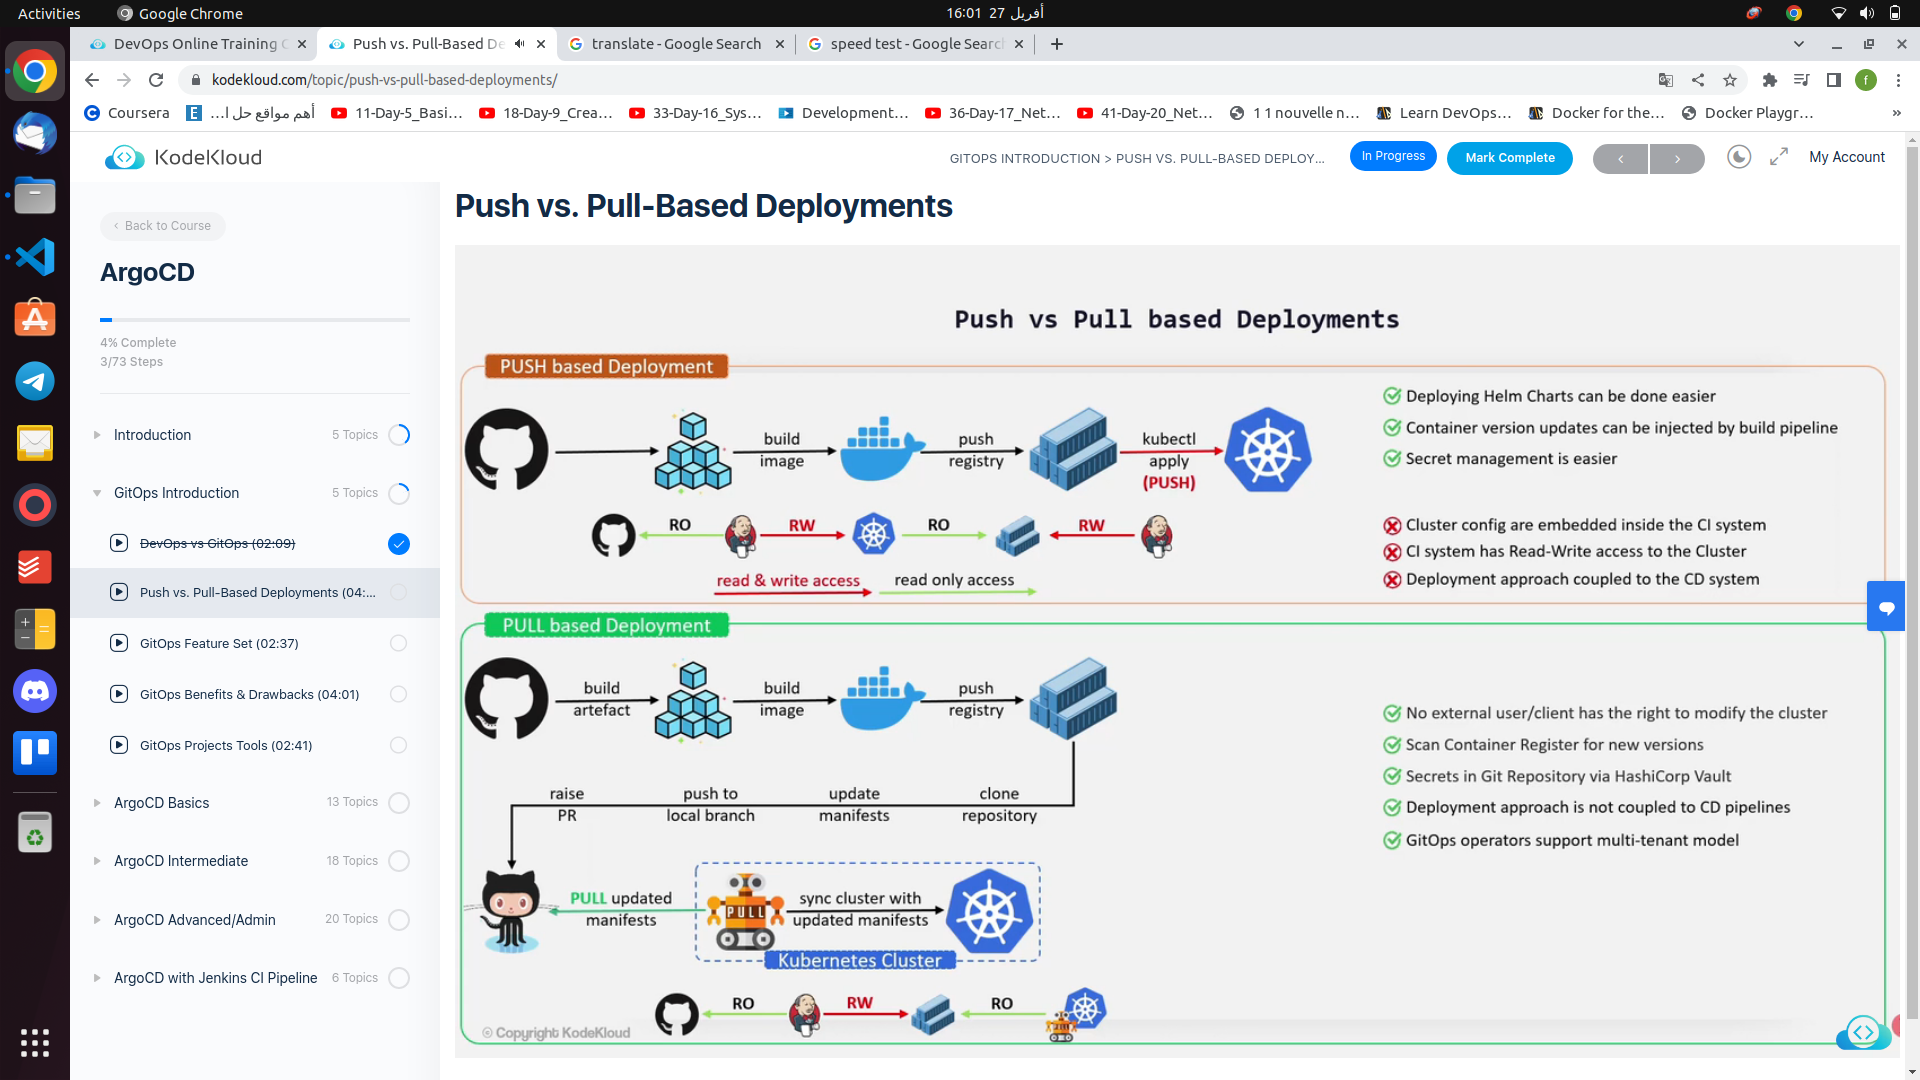 Activities
Google Chrome
أفريل 27 16:01
DevOps Online Training C
Push vs. Pull-Based De
translate - Google Search
speed test - Google Search
kodekloud.com/topic/push-vs-pull-based-deployments/
f
Coursera
أهم مواقع حل ا...
11-Day-5_Basi...
18-Day-9_Crea...
33-Day-16_Sys...
Development...
36-Day-17_Net...
41-Day-20_Net...
1 1 nouvelle n...
Learn DevOps...
Docker for the...
Docker Playgr...
»
KodeKloud
GITOPS INTRODUCTION > PUSH VS. PULL-BASED DEPLOY...
In Progress
Mark Complete
My Account
Back to Course
ArgoCD
4% Complete
3/73 Steps
Introduction
5 Topics
GitOps Introduction
5 Topics
DevOps vs GitOps (02:09)
Push vs. Pull-Based Deployments (04:...
GitOps Feature Set (02:37)
GitOps Benefits & Drawbacks (04:01)
GitOps Projects Tools (02:41)
ArgoCD Basics
13 Topics
ArgoCD Intermediate
18 Topics
ArgoCD Advanced/Admin
20 Topics
ArgoCD with Jenkins CI Pipeline
6 Topics
Push vs. Pull-Based Deployments
Push vs Pull based Deployments
PUSH based Deployment
build
image
push
registry
kubectl
apply
(PUSH)
RO
RW
RO
RW
read & write access
read only access
Deploying Helm Charts can be done easier
Container version updates can be injected by build pipeline
Secret management is easier
Cluster config are embedded inside the CI system
CI system has Read-Write access to the Cluster
Deployment approach coupled to the CD system
PULL based Deployment
build
artefact
build
image
push
registry
raise
PR
push to
local branch
update
manifests
clone
repository
PULL updated
manifests
PULL
sync cluster with
updated manifests
Kubernetes Cluster
RO
RW
RO
No external user/client has the right to modify the cluster
Scan Container Register for new versions
Secrets in Git Repository via HashiCorp Vault
Deployment approach is not coupled to CD pipelines
GitOps operators support multi-tenant model
© Copyright KodeKloud